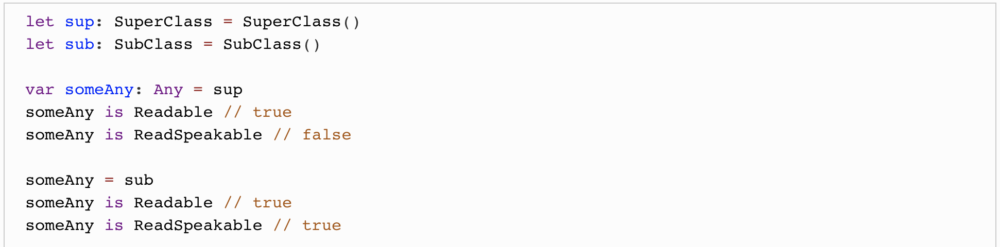 let sup: SuperClass = SuperClass()
let sub: SubClass = SubClass()
var someAny: Any = sup
someAny is Readable // true
someAny is ReadSpeakable // false
someAny = sub
someAny is Readable // true
someAny is ReadSpeakable // true